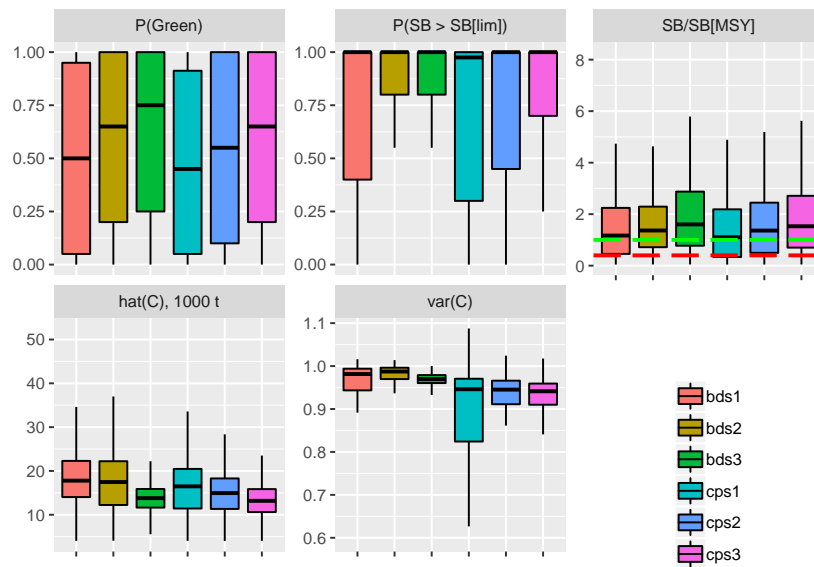 P(Green)
P(SB > SB[lim])
SB/SB[MSY]
1.00
0.75
0.50
0.25
0.00
1.00
0.75
0.50
0.25
0.00
8
6
4
2
0
hat(C), 1000 t
var(C)
50
40
30
20
10
1.1
1.0
0.9
0.8
0.7
0.6
bds1
bds2
bds3
cps1
cps2
cps3